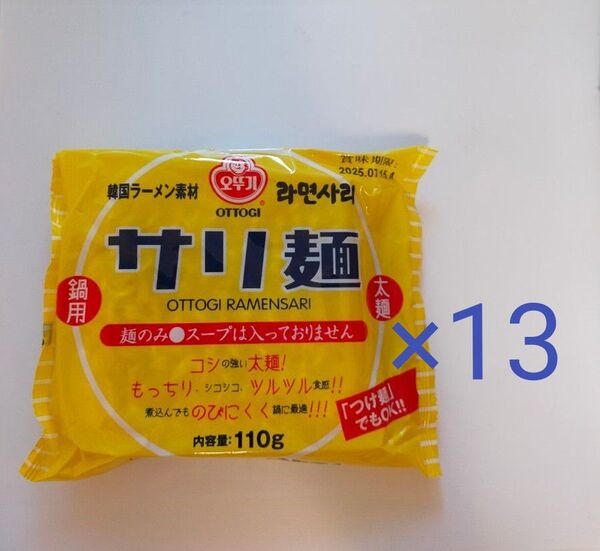 賞味期限:
2025.01.15
韓国ラーメン素材
오뚜기
OTTOGI
라면사리
サリ麺
OTTOGI RAMENSARI
鍋用
太麺
麺のみ●スープは入っておりません
コシの強い太麺!
もっちり、シコシコ、ツルツル食感!!
煮込んでものびにくく鍋に最適!!!
「つけ麺」
でもOK!!
内容量:110g
×13